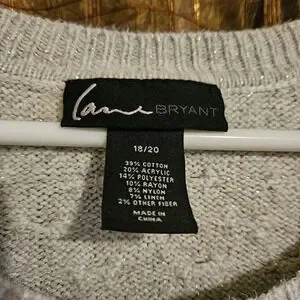 Lane BRYANT
18/20
39% COTTON
20% ACRYLIC
14% POLYESTER
10% RAYON
8% NYLON
7% LINEN
2% OTHER FIBER
MADE IN
CHINA